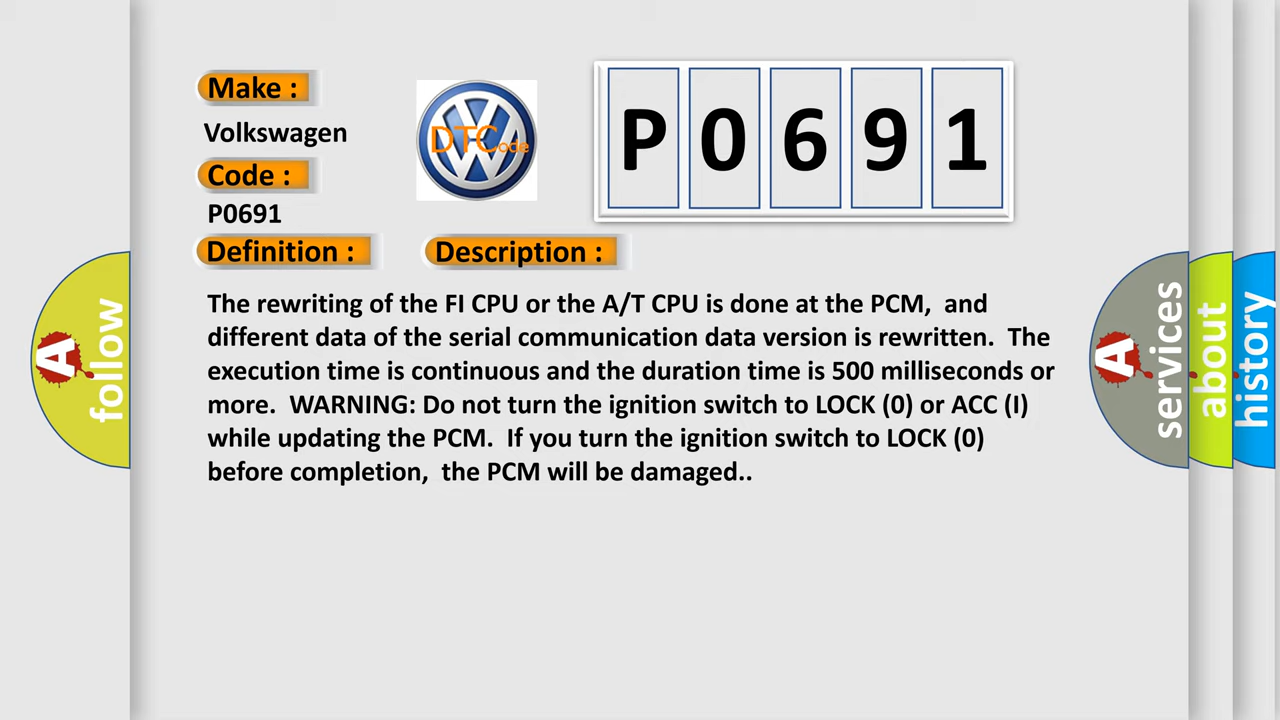 Make :
Volkswagen
Code :
P0691
Definition :
Description :
DTCode
P0691
The rewriting of the FI CPU or the A/T CPU is done at the PCM, and
different data of the serial communication data version is rewritten The
execution time is continuous and the duration time is 500 milliseconds or
more WARNING: Do not turn the ignition switch to LOCK (0) or ACC (I)
while updating the PCM If you turn the ignition switch to LOCK (0)
before completion, the PCM will be damaged..
A follow
A services
about
history